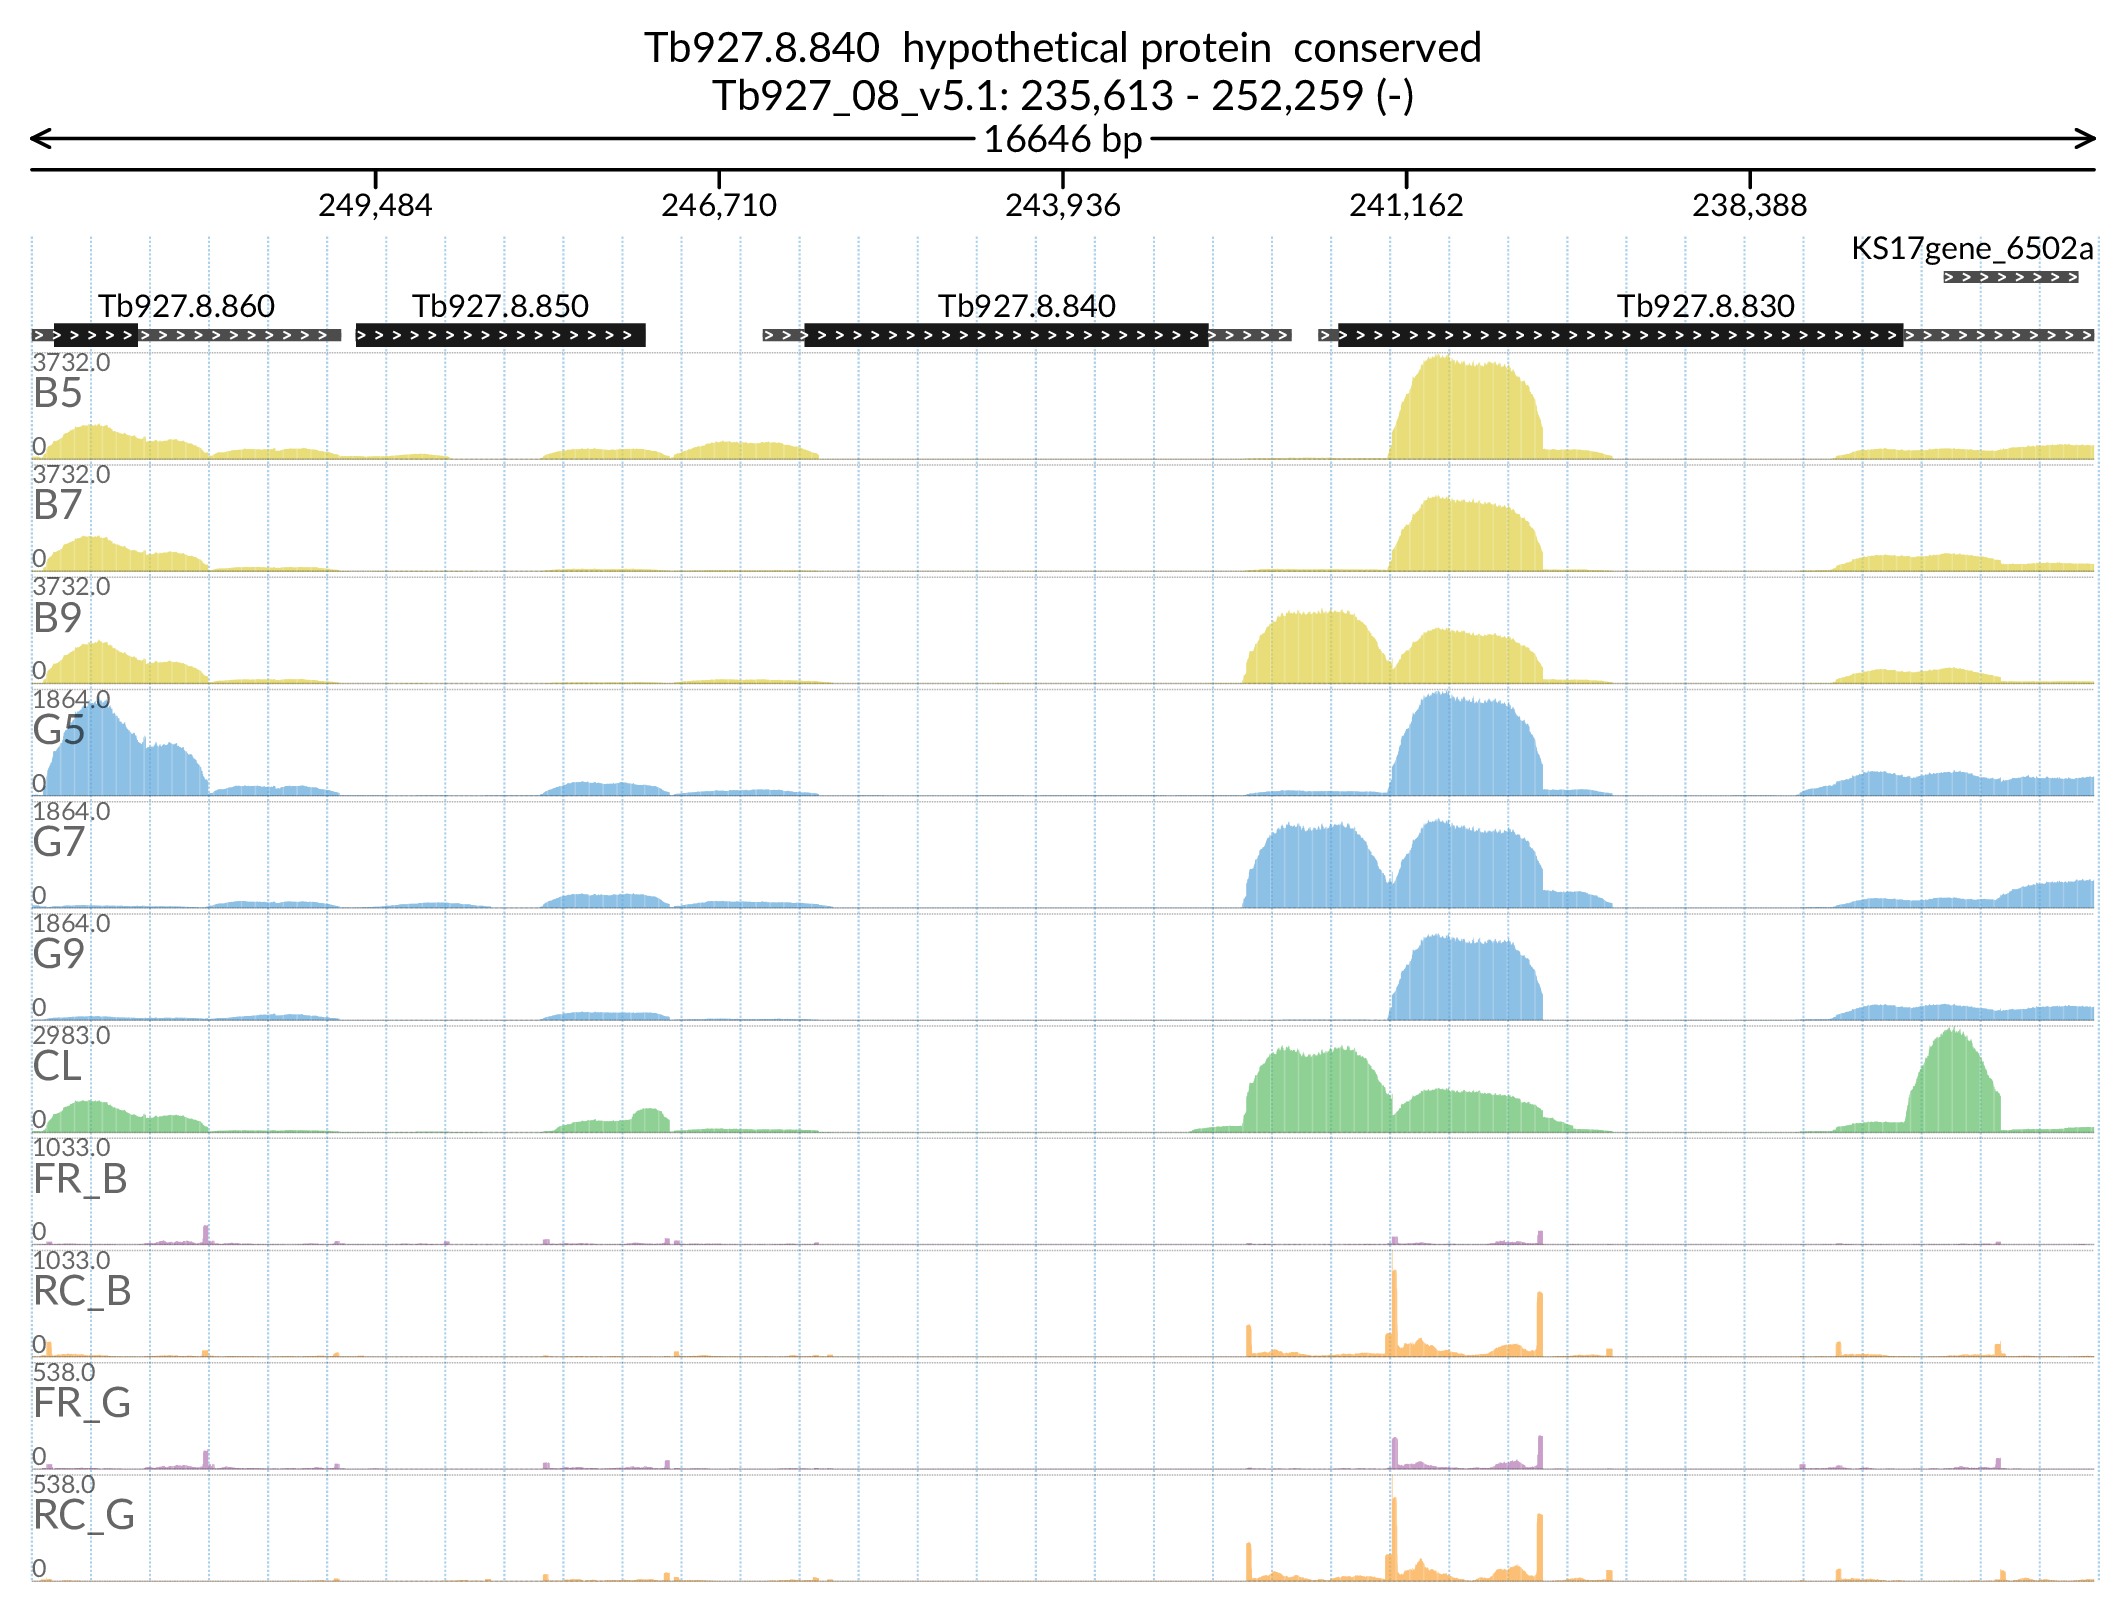 Tb927.8.840 hypothetical protein conserved
Tb927_08_v5.1: 235,613 - 252,259 (-)
16646 bp
249,484 246,710 243,936 241,162 238,388
KS17gene_6502a
Tb927.8.860 Tb927.8.850 Tb927.8.840 Tb927.8.830
3732.0
B5
0
3732.0
B7
0
3732.0
B9
0
1864.0
G5
0
1864.0
G7
0
1864.0
G9
0
2983.0
CL
0
1033.0
FR_B
0
1033.0
RC_B
0
538.0
FR_G
0
538.0
RC_G
0